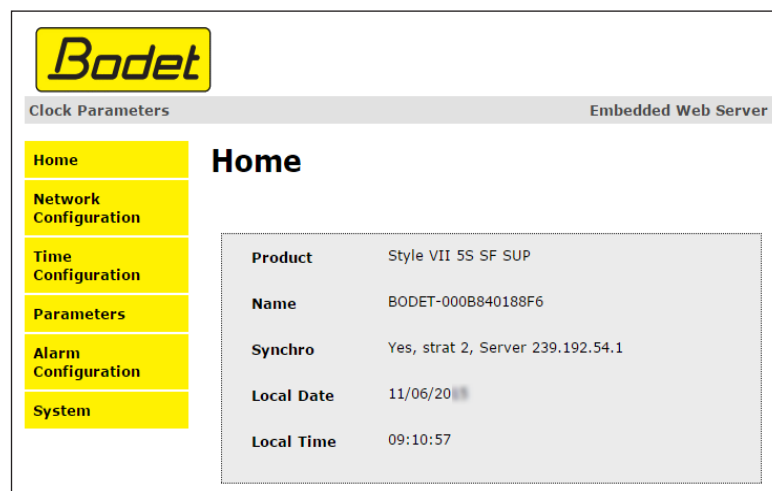 Bodet
Clock Parameters Embedded Web Server
Home
Network
Configuration
Time
Configuration
Parameters
Alarm
Configuration
System
Home
Product Style VII 5S SF SUP
Name BODET-000B840188F6
Synchro Yes, strat 2, Server 239.192.54.1
Local Date 11/06/20
Local Time 09:10:57